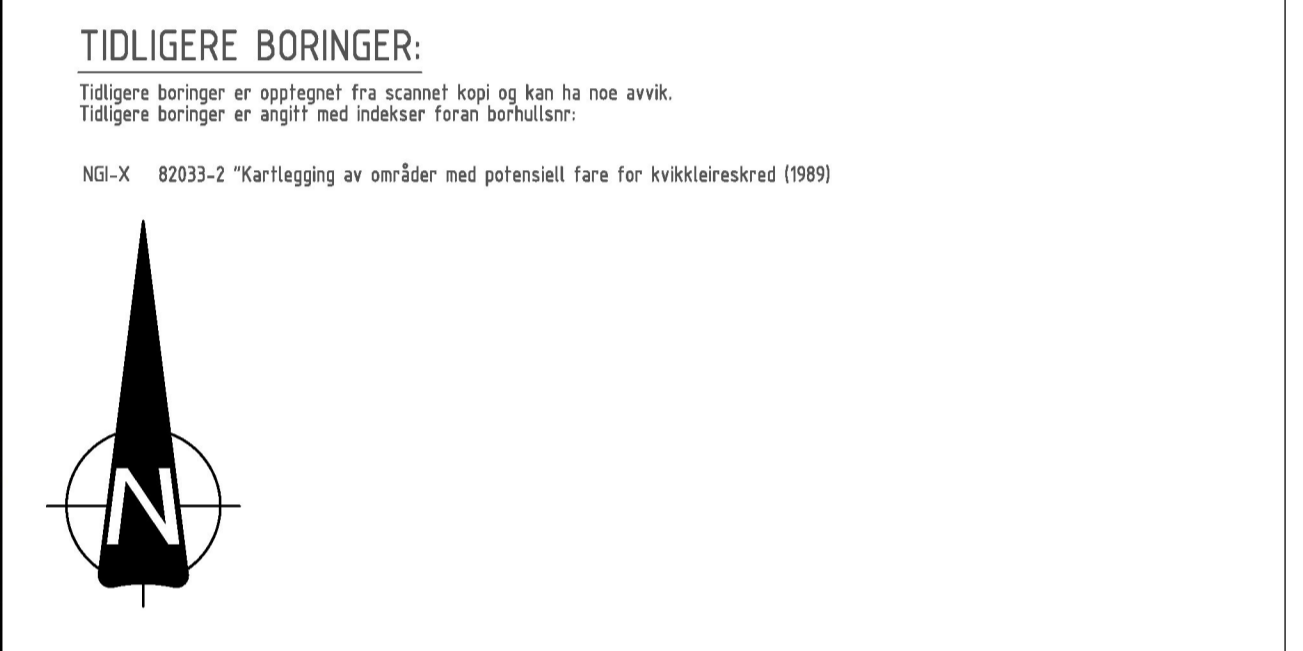 TIDLIGERE BORINGER:
Tidligere boringer er opptegnet fra scannet kopi og kan ha noe avvik.
Tidligere boringer er angitt med indekser foran borhullsnr:
NGI-X 82033-2 "Kartlegging av områder med potensiell fare for kvikkleireskred (1989)
N